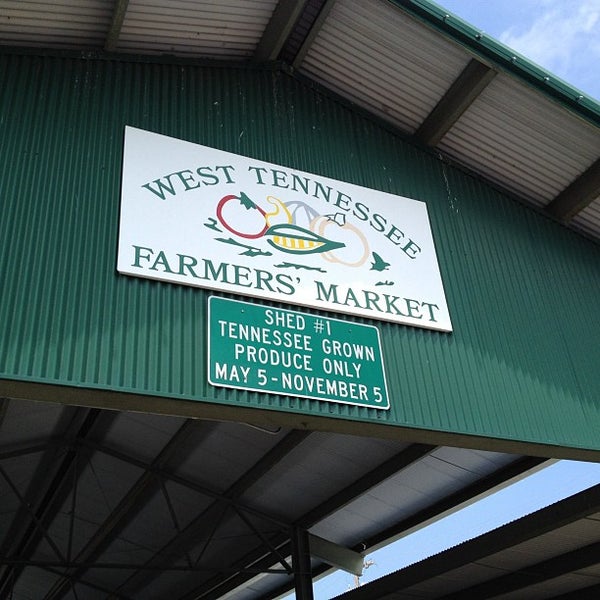 WEST TENNESSEE
FARMERS' MARKET
SHED #1
TENNESSEE GROWN
PRODUCE ONLY
MAY 5-NOVEMBER 5